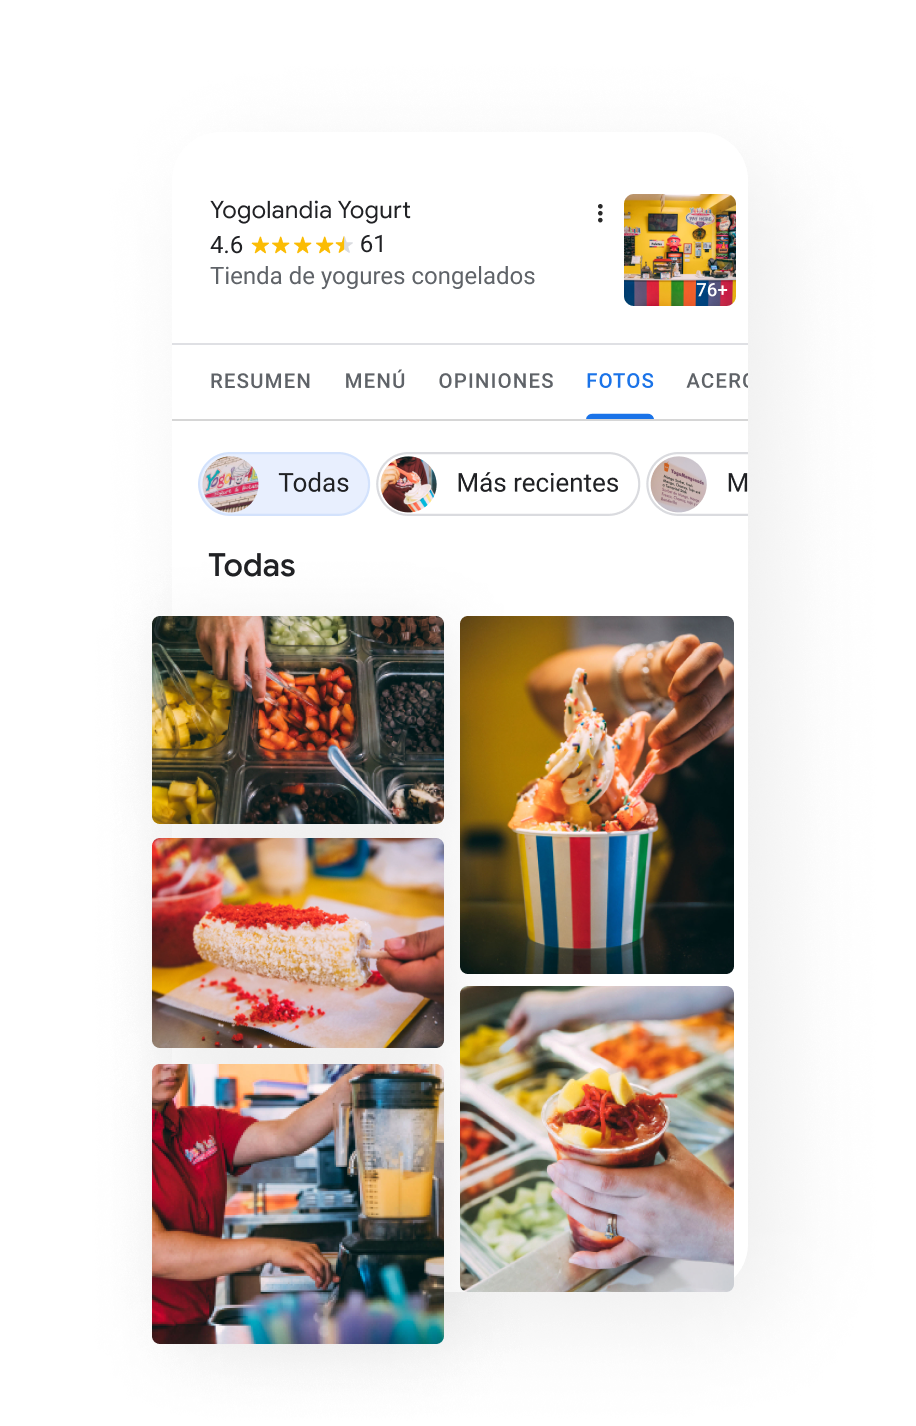 Yogolandia Yogurt
4.6 61
Tienda de yogures congelados
76+
RESUMEN MENÚ OPINIONES FOTOS ACERC
Todas Más recientes M
Todas